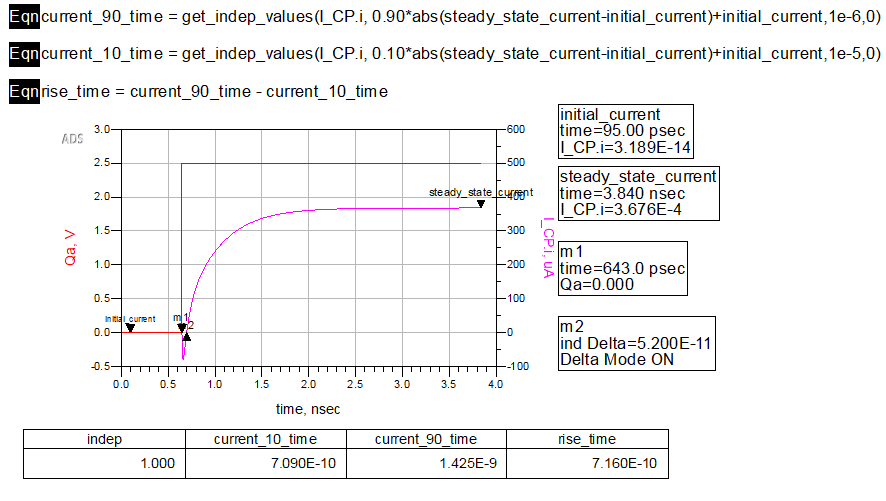 Eqn current_90_time = get_indep_values(I_CP.i, 0.90*abs(steady_state_current-initial_current)+initial_current,1e-6,0)
Eqn current_10_time = get_indep_values(I_CP.i, 0.10*abs(steady_state_current-initial_current)+initial_current,1e-5,0)
Eqn rise_time = current_90_time - current_10_time
ADS
3.0
2.5
2.0
1.5
1.0
0.5
0.0
-0.5
Qa, V
600
500
400
300
200
100
0
-100
I_CP.i, uA
steady_state_current
initial_current
m1
m2
0.0 0.5 1.0 1.5 2.0 2.5 3.0 3.5 4.0
time, nsec
initial_current
time=95.00 psec
I_CP.i=3.189E-14
steady_state_current
time=3.840 nsec
I_CP.i=3.676E-4
m1
time=643.0 psec
Qa=0.000
m2
ind Delta=5.200E-11
Delta Mode ON
indep current_10_time current_90_time rise_time
1.000 7.090E-10 1.425E-9 7.160E-10